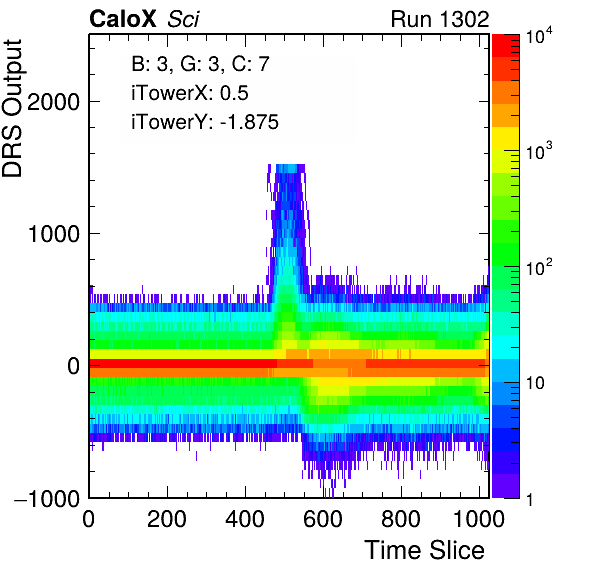 CaloX Sci Run 1302
B: 3, G: 3, C: 7
iTowerX: 0.5
iTowerY: -1.875
DRS Output
2000
1000
0
−1000
0 200 400 600 800 1000
Time Slice
10^4
10^3
10^2
10
1